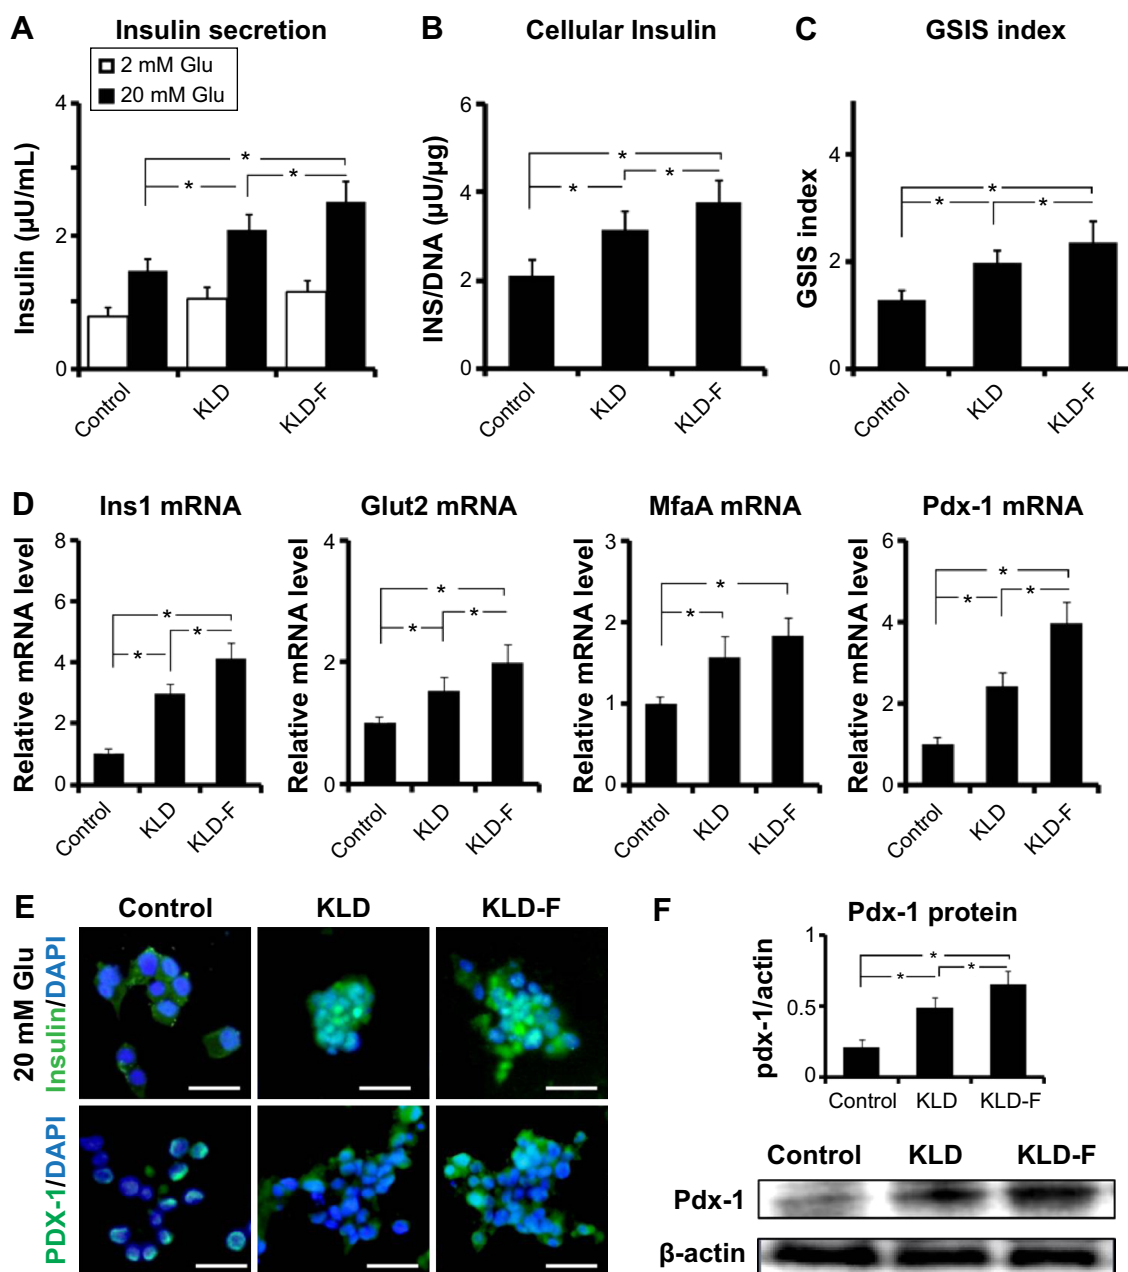 A Insulin secretion
2 mM Glu
20 mM Glu
Insulin (µU/mL)
4
2
0
*
*
*
Control
KLD
KLD-F
B Cellular Insulin
INS/DNA (µU/µg)
6
4
2
0
*
*
*
Control
KLD
KLD-F
C GSIS index
GSIS index
4
2
0
*
*
*
Control
KLD
KLD-F
D Ins1 mRNA
Relative mRNA level
8
6
4
2
0
*
*
*
Control
KLD
KLD-F
Glut2 mRNA
Relative mRNA level
4
2
0
*
*
*
Control
KLD
KLD-F
MfaA mRNA
Relative mRNA level
3
2
1
0
*
*
Control
KLD
KLD-F
Pdx-1 mRNA
Relative mRNA level
6
4
2
0
*
*
*
Control
KLD
KLD-F
E Control KLD KLD-F
20 mM Glu
Insulin/DAPI
PDX-1/DAPI
F Pdx-1 protein
pdx-1/actin
1
0.5
0
*
*
*
Control KLD KLD-F
Control KLD KLD-F
Pdx-1
β-actin